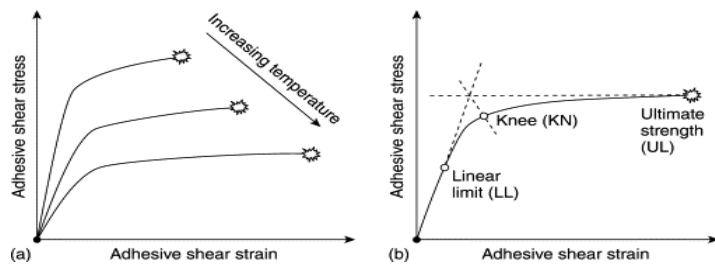 Adhesive shear stress
Increasing
temperature
(a)
Adhesive shear strain
Adhesive shear stress
Knee (KN)
Ultimate
strength
(UL)
Linear
limit (LL)
(b)
Adhesive shear strain